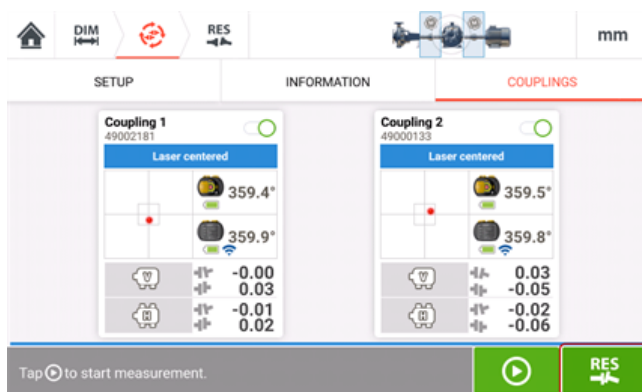 DIM
RES
mm
SETUP
INFORMATION
COUPLINGS
Coupling 1
49002181
Laser centered
359.4°
359.9°
V
-0.00
0.03
H
-0.01
0.02
Coupling 2
49000133
Laser centered
359.5°
359.8°
V
0.03
-0.05
H
-0.02
-0.06
Tap to start measurement.
RES